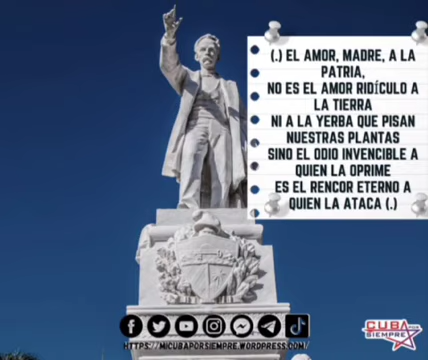 (.) EL AMOR, MADRE, A LA
PATRIA,
NO ES EL AMOR RIDÍCULO A
LA TIERRA
NI A LA YERBA QUE PISAN
NUESTRAS PLANTAS
SINO EL ODIO INVENCIBLE A
QUIEN LA OPRIME
ES EL RENCOR ETERNO A
QUIEN LA ATACA (.)
HTTPS://MICUBAPORSIEMPRE.WORDPRESS.COM/
CUBA POR
SIEMPRE